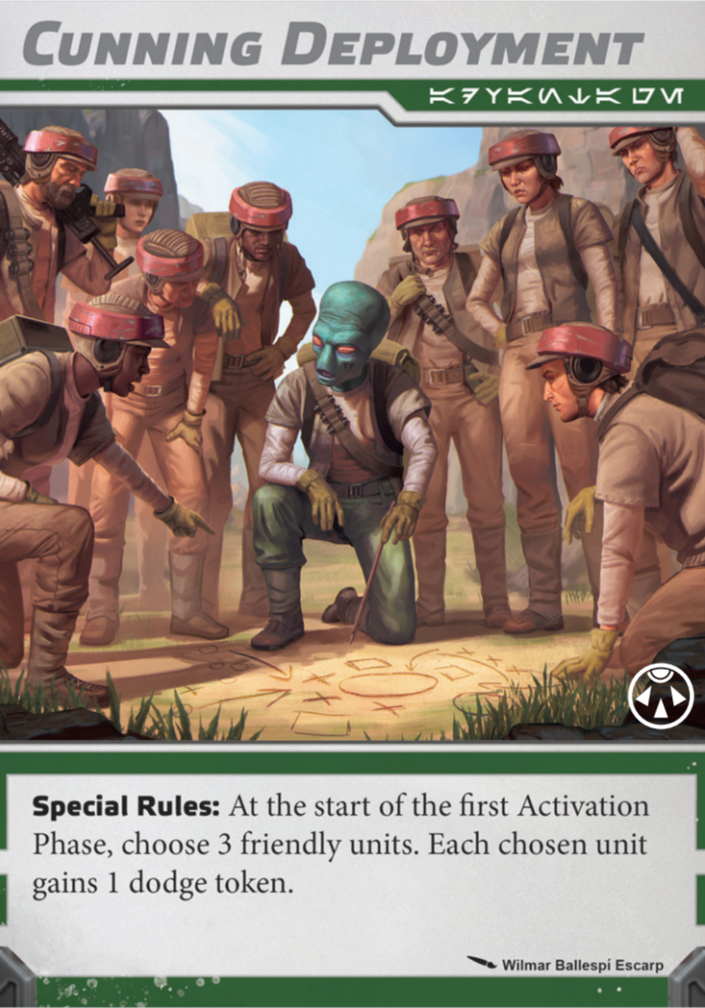 CUNNING DEPLOYMENT
ADVANTAGE
Special Rules: At the start of the first Activation
Phase, choose 3 friendly units. Each chosen unit
gains 1 dodge token.
Wilmar Ballespí Escarp